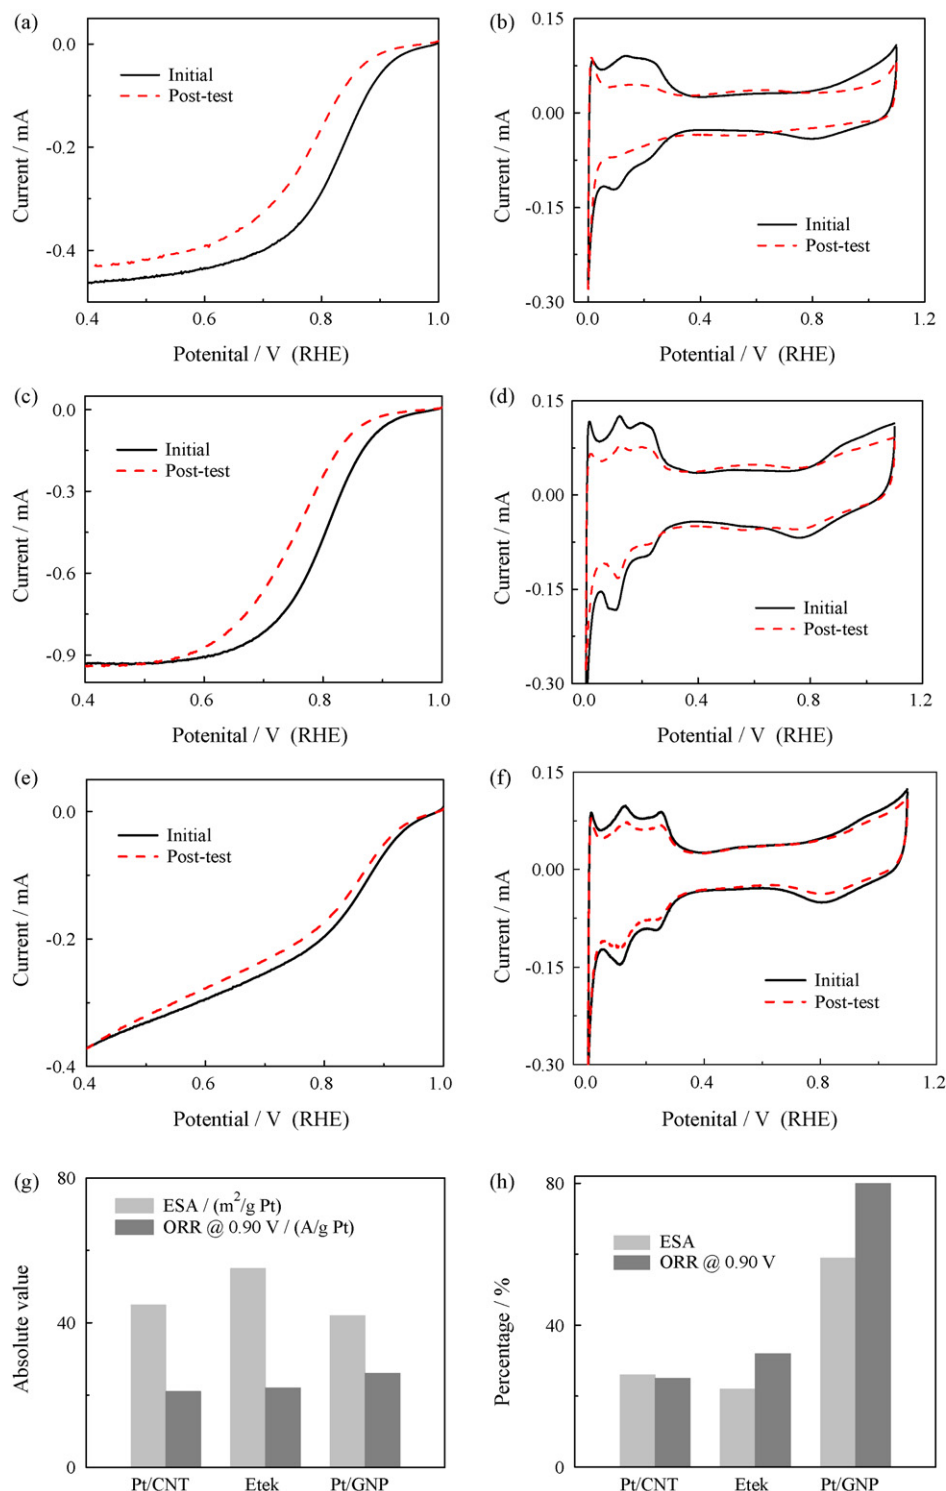 (a)
0.0
-0.2
-0.4
Current / mA
Initial
Post-test
0.4
0.6
0.8
1.0
Potenital / V (RHE)
(b)
0.15
0.00
-0.15
-0.30
Current / mA
Initial
Post-test
0.0
0.4
0.8
1.2
Potential / V (RHE)
(c)
0.0
-0.3
-0.6
-0.9
Current / mA
Initial
Post-test
0.4
0.6
0.8
1.0
Potenital / V (RHE)
(d)
0.15
0.00
-0.15
-0.30
Current / mA
Initial
Post-test
0.0
0.4
0.8
1.2
Potential / V (RHE)
(e)
0.0
-0.2
-0.4
Current / mA
Initial
Post-test
0.4
0.6
0.8
1.0
Potential / V (RHE)
(f)
0.15
0.00
-0.15
-0.30
Current / mA
Initial
Post-test
0.0
0.4
0.8
1.2
Potenital / V (RHE)
(g)
80
40
0
Absolute value
ESA / (m²/g Pt)
ORR @ 0.90 V / (A/g Pt)
Pt/CNT
Etek
Pt/GNP
(h)
80
40
0
Percentage / %
ESA
ORR @ 0.90 V
Pt/CNT
Etek
Pt/GNP